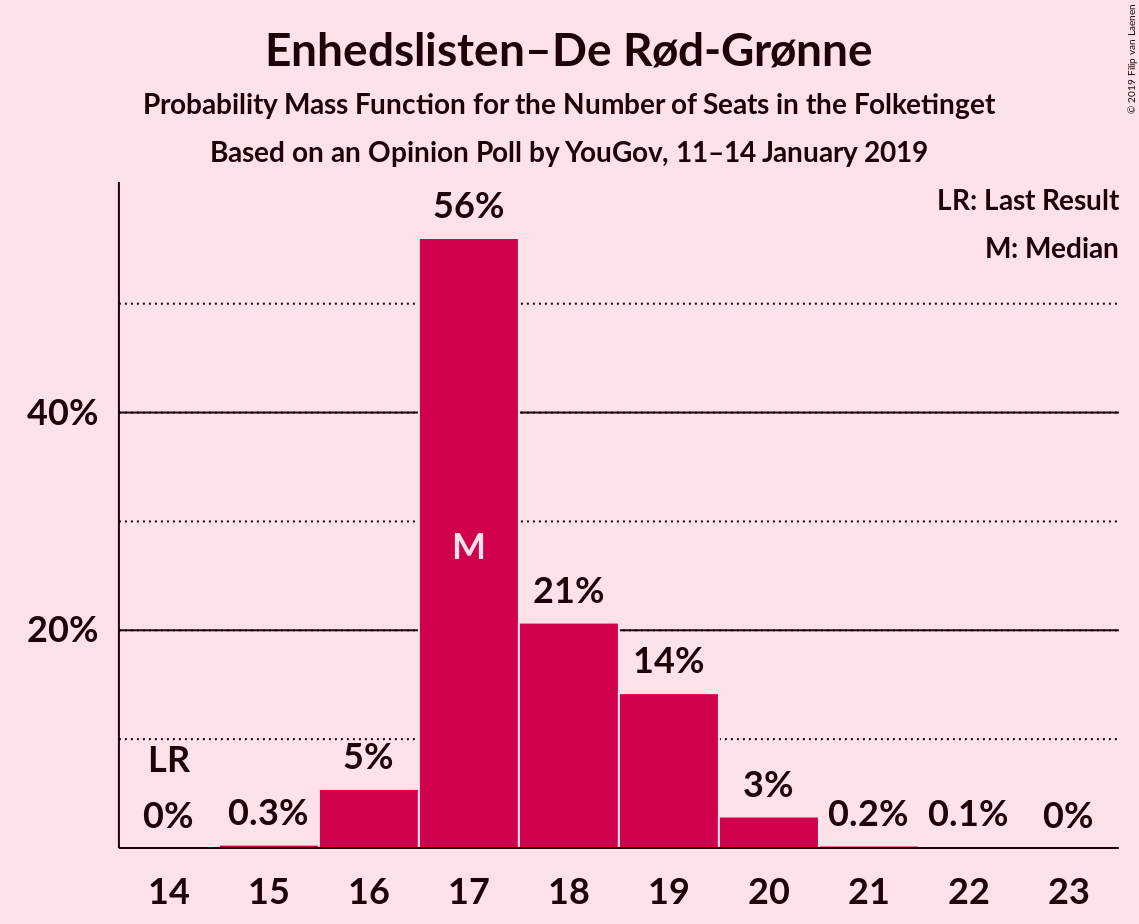 Enhedslisten–De Rød-Grønne
Probability Mass Function for the Number of Seats in the Folketinget
Based on an Opinion Poll by YouGov, 11–14 January 2019
© 2019 Filip van Laenen
LR: Last Result
M: Median
56%
40%
M
21%
20%
14%
LR
5%
3%
0%
0.3%
0.2%
0.1%
0%
14 15 16 17 18 19 20 21 22 23